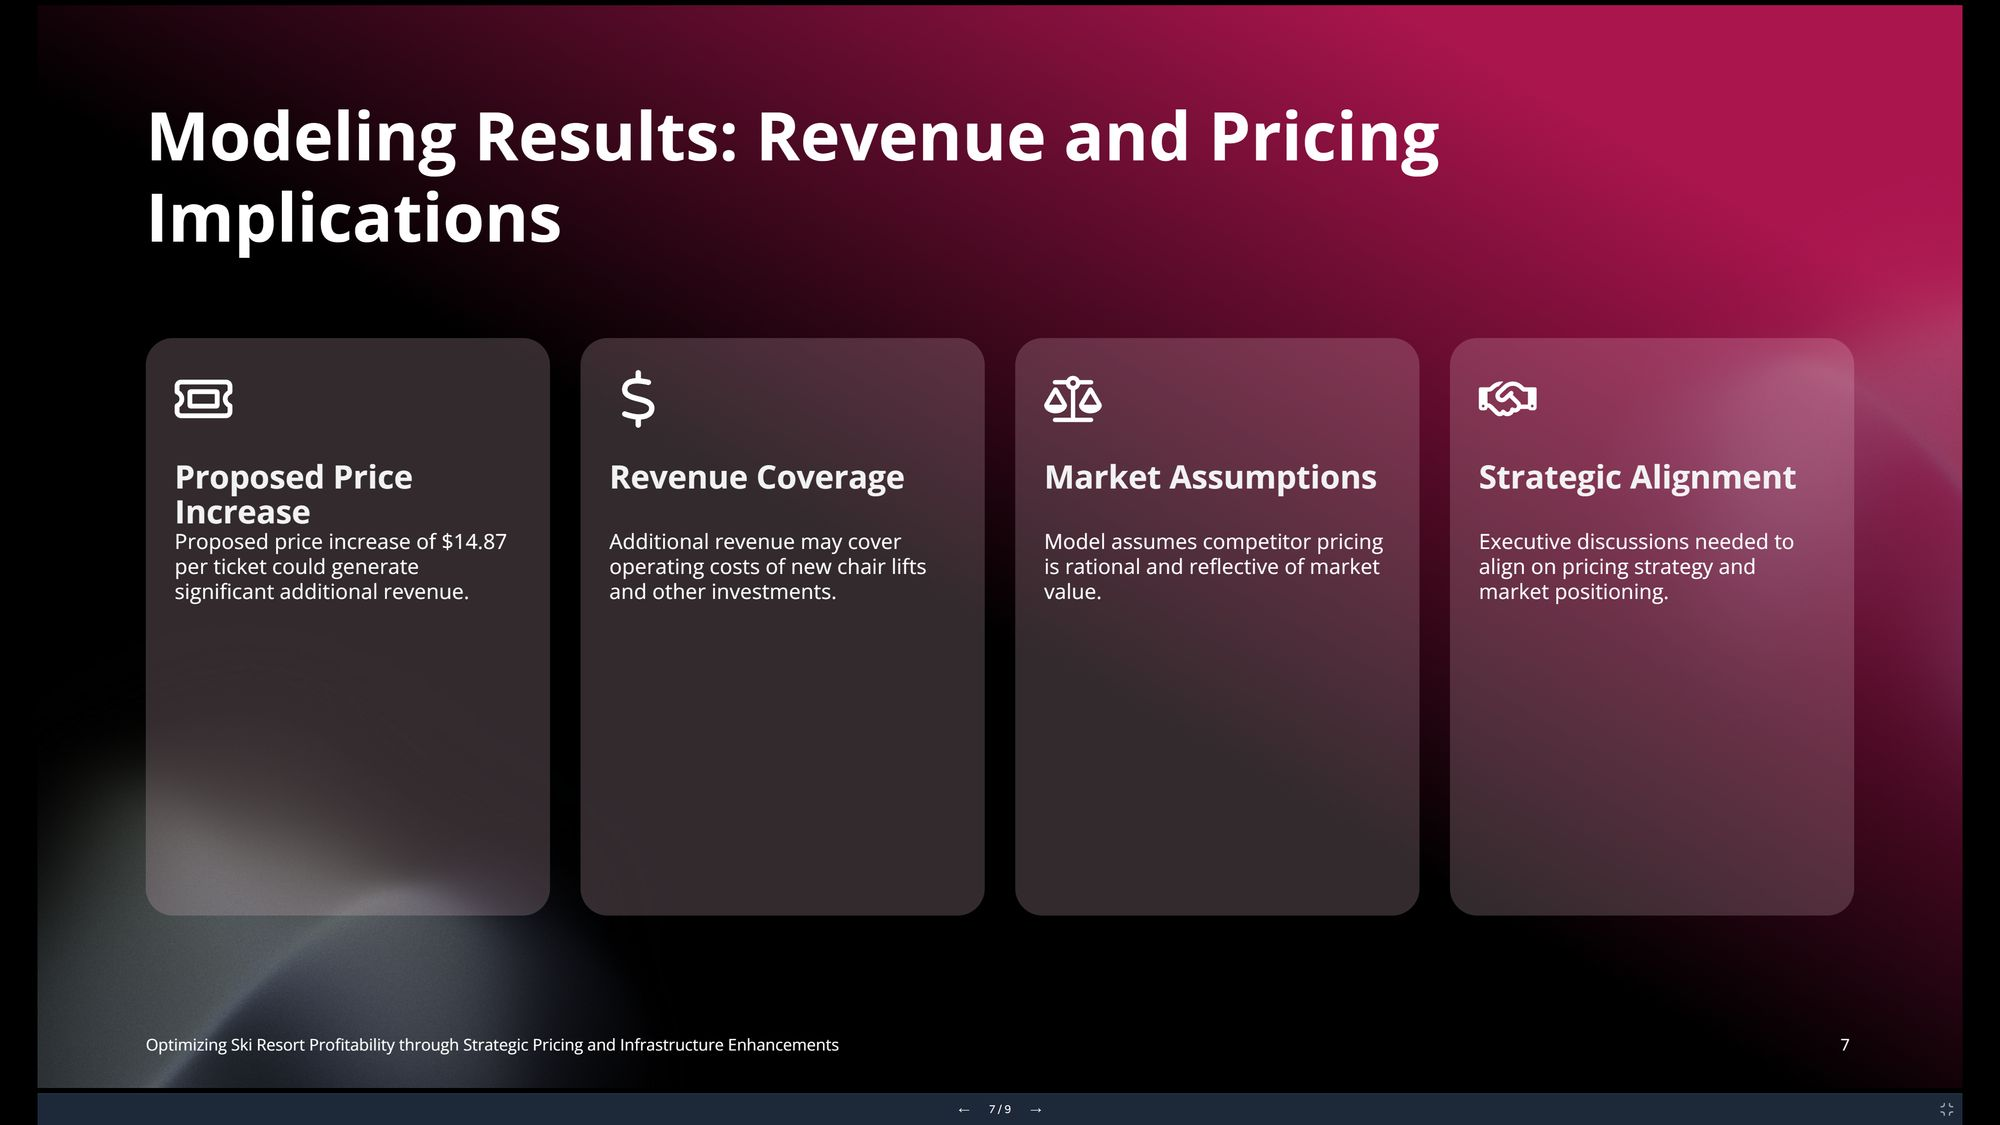 Modeling Results: Revenue and Pricing
Implications
Proposed Price
Increase
Proposed price increase of $14.87
per ticket could generate
significant additional revenue.
Revenue Coverage
Additional revenue may cover
operating costs of new chair lifts
and other investments.
Market Assumptions
Model assumes competitor pricing
is rational and reflective of market
value.
Strategic Alignment
Executive discussions needed to
align on pricing strategy and
market positioning.
Optimizing Ski Resort Profitability through Strategic Pricing and Infrastructure Enhancements
7
← 7 / 9 →